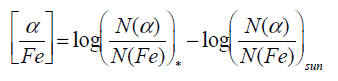 [α/Fe] = log(N(α)/N(Fe))_* − log(N(α)/N(Fe))_sun